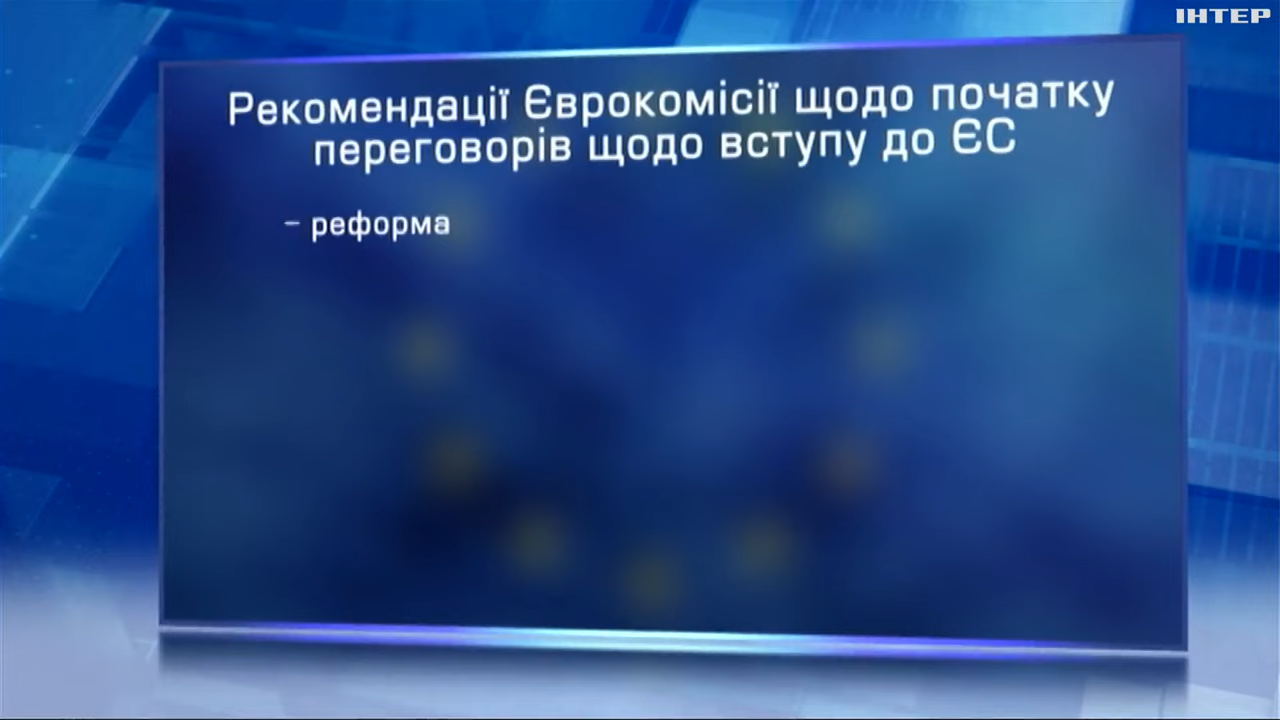 ІНТЕР
Рекомендації Єврокомісії щодо початку
переговорів щодо вступу до ЄС
– реформа